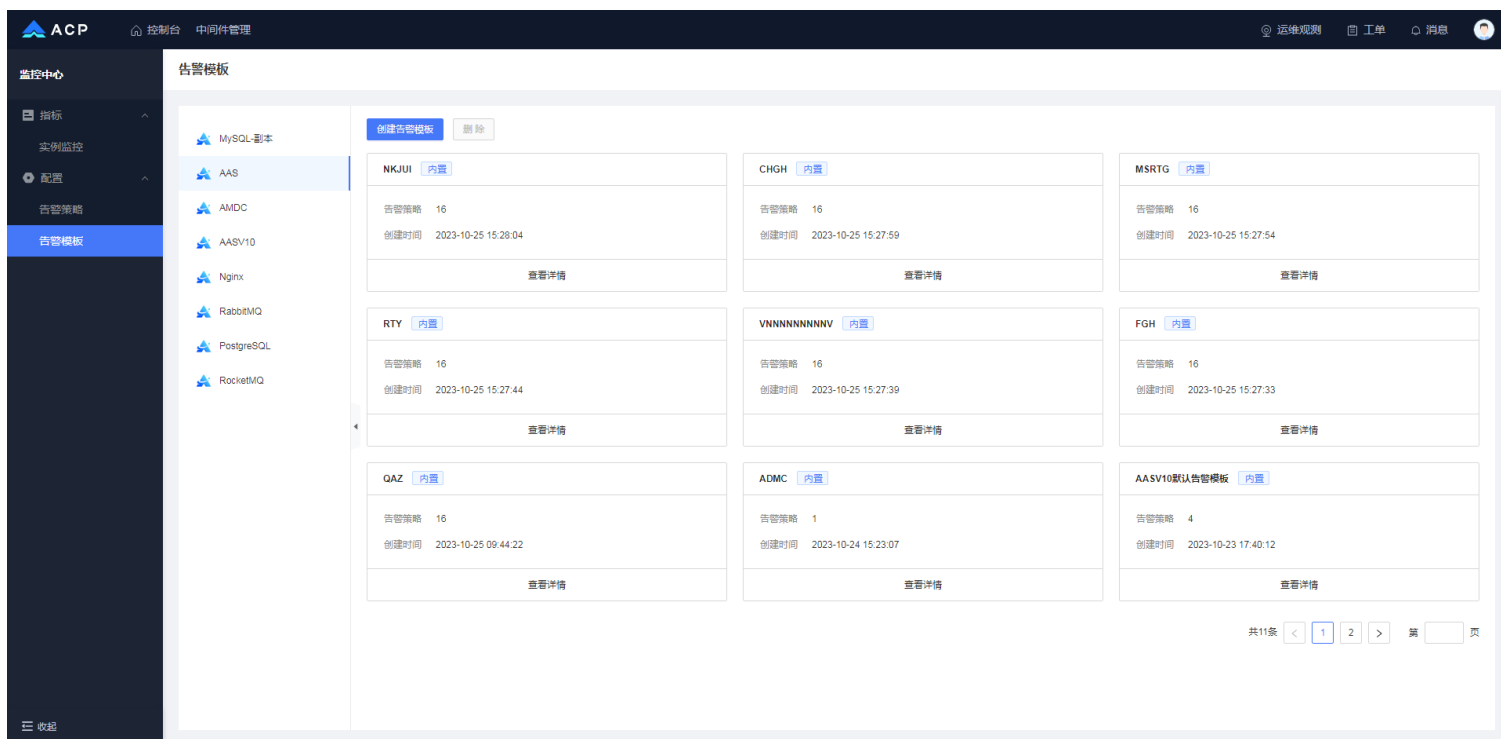 ACP 控制台 中间件管理 运维观测 工单 消息
监控中心
告警模板
指标
实例监控
配置
告警策略
告警模板
收起
MySQL-副本
AAS
AMDC
AASV10
Nginx
RabbitMQ
PostgreSQL
RocketMQ
创建告警模板 删 除
NKJUI 内置
告警策略 16
创建时间 2023-10-25 15:28:04
查看详情
CHGH 内置
告警策略 16
创建时间 2023-10-25 15:27:59
查看详情
MSRTG 内置
告警策略 16
创建时间 2023-10-25 15:27:54
查看详情
RTY 内置
告警策略 16
创建时间 2023-10-25 15:27:44
查看详情
VNNNNNNNNNV 内置
告警策略 16
创建时间 2023-10-25 15:27:39
查看详情
FGH 内置
告警策略 16
创建时间 2023-10-25 15:27:33
查看详情
QAZ 内置
告警策略 16
创建时间 2023-10-25 09:44:22
查看详情
ADMC 内置
告警策略 1
创建时间 2023-10-24 15:23:07
查看详情
AASV10默认告警模板 内置
告警策略 4
创建时间 2023-10-23 17:40:12
查看详情
共11条 < 1 2 > 第 页